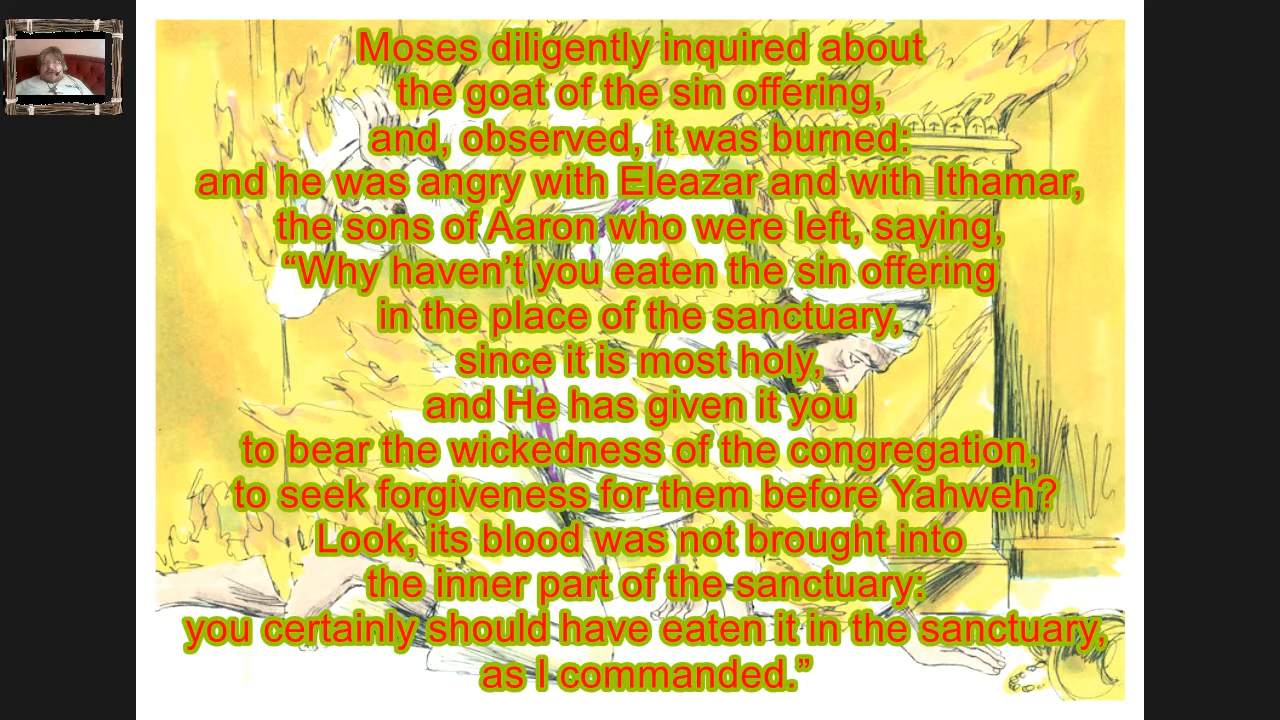 Moses diligently inquired about
the goat of the sin offering,
and, observed, it was burned:
and he was angry with Eleazar and with Ithamar,
the sons of Aaron who were left, saying,
“Why haven’t you eaten the sin offering
in the place of the sanctuary,
since it is most holy,
and He has given it you
to bear the wickedness of the congregation,
to seek forgiveness for them before Yahweh?
Look, its blood was not brought into
the inner part of the sanctuary:
you certainly should have eaten it in the sanctuary,
as I commanded.”